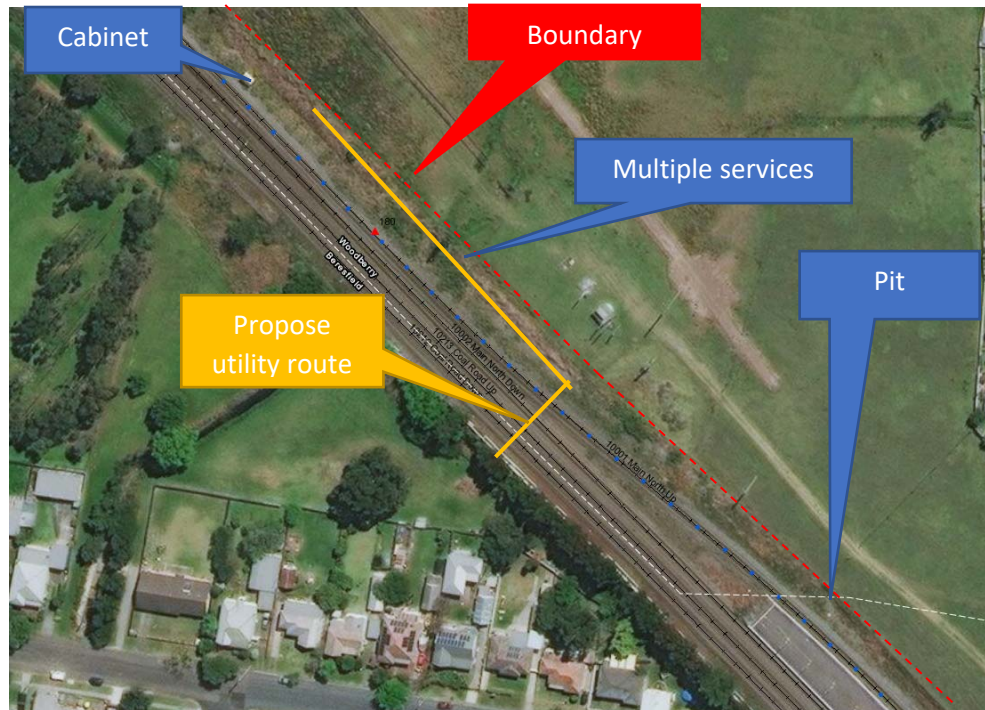 Cabinet
Boundary
Multiple services
Pit
Propose
utility route
Woodberry
Beresfield
10002 Main North Down
10213 Coal Road Up
10001 Main North Up